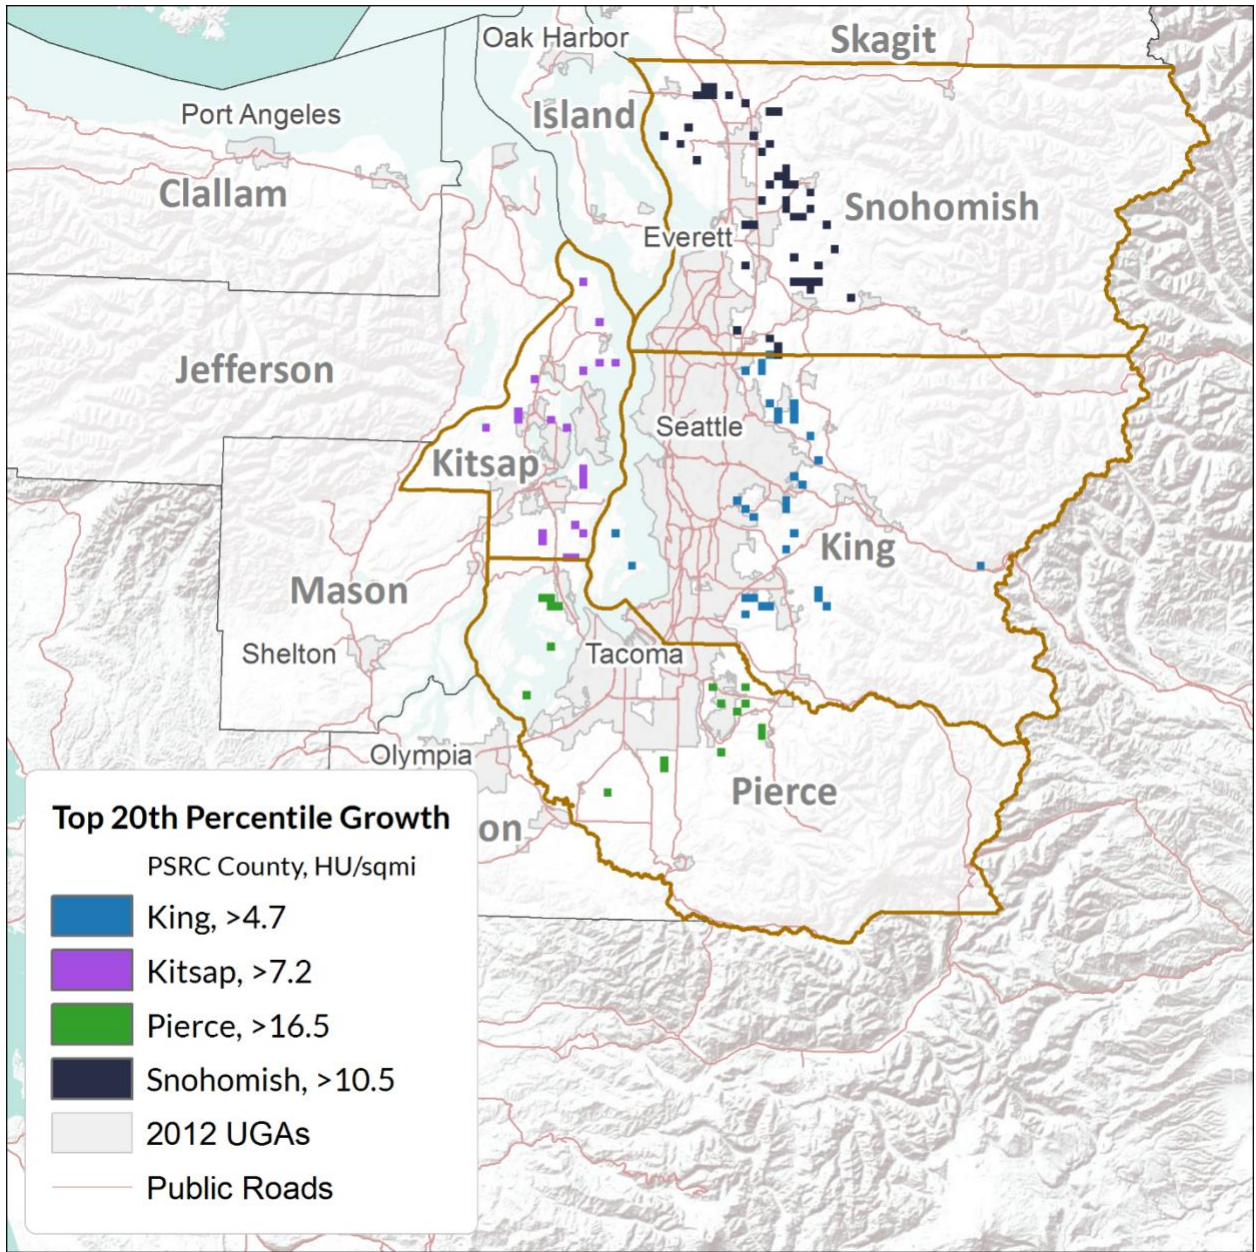 Oak Harbor
Skagit
Island
Port Angeles
Clallam
Snohomish
Everett
Jefferson
Seattle
Kitsap
King
Mason
Shelton
Tacoma
Olympia
Pierce
on
Top 20th Percentile Growth
PSRC County, HU/sqmi
King, >4.7
Kitsap, >7.2
Pierce, >16.5
Snohomish, >10.5
2012 UGAs
Public Roads